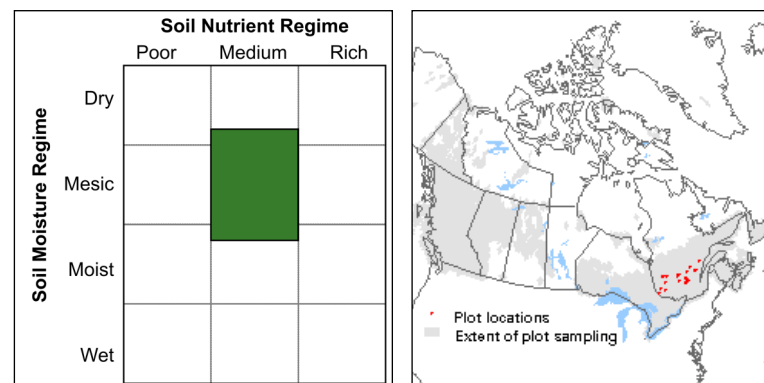 Soil Nutrient Regime
Poor Medium Rich
Soil Moisture Regime
Dry
Mesic
Moist
Wet
Plot locations
Extent of plot sampling